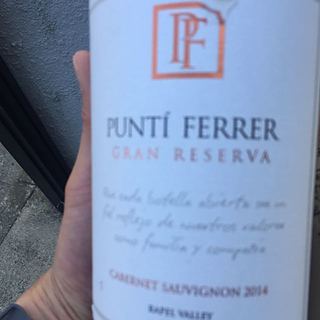 PF
PUNTÍ FERRER
GRAN RESERVA
Que cada botella abierta sea un
fiel reflejo de nuestros valores
como familia y
CABERNET SAUVIGNON 2014
RAPEL VALLEY